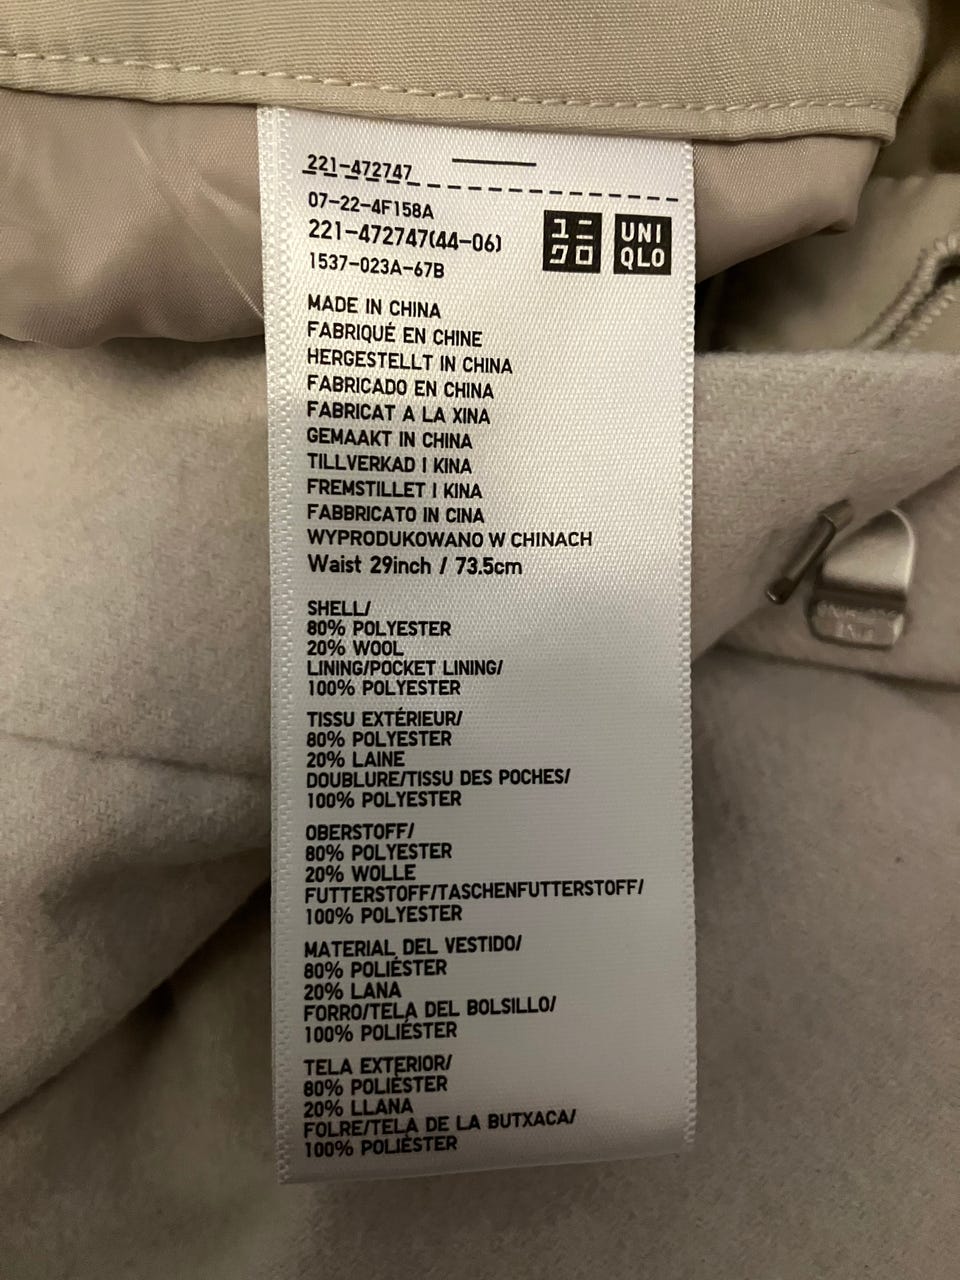 221-472747
07-22-4F158A
221-472747(44-06)
1537-023A-67B
ユニ
クロ
UNI
QLO
MADE IN CHINA
FABRIQUÉ EN CHINE
HERGESTELLT IN CHINA
FABRICADO EN CHINA
FABRICAT A LA XINA
GEMAAKT IN CHINA
TILLVERKAD I KINA
FREMSTILLET I KINA
FABBRICATO IN CINA
WYPRODUKOWANO W CHINACH
Waist 29inch / 73.5cm
SHELL/
80% POLYESTER
20% WOOL
LINING/POCKET LINING/
100% POLYESTER
TISSU EXTÉRIEUR/
80% POLYESTER
20% LAINE
DOUBLURE/TISSU DES POCHES/
100% POLYESTER
OBERSTOFF/
80% POLYESTER
20% WOLLE
FUTTERSTOFF/TASCHENFUTTERSTOFF/
100% POLYESTER
MATERIAL DEL VESTIDO/
80% POLIÉSTER
20% LANA
FORRO/TELA DEL BOLSILLO/
100% POLIÉSTER
TELA EXTERIOR/
80% POLIÈSTER
20% LLANA
FOLRE/TELA DE LA BUTXACA/
100% POLIÈSTER